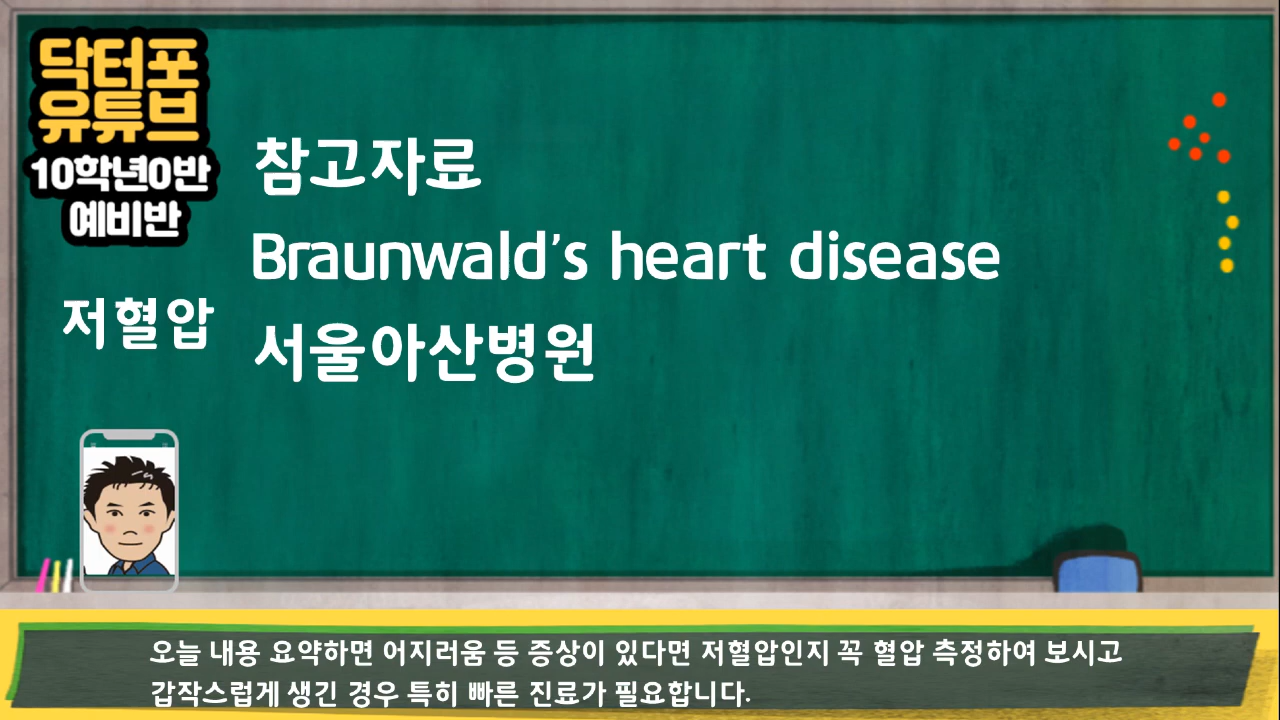 닥터포
유튜브
10학년0반
예비반
저혈압
참고자료
Braunwald's heart disease
서울아산병원
오늘 내용 요약하면 어지러움 등 증상이 있다면 저혈압인지 꼭 혈압 측정하여 보시고
갑작스럽게 생긴 경우 특히 빠른 진료가 필요합니다.